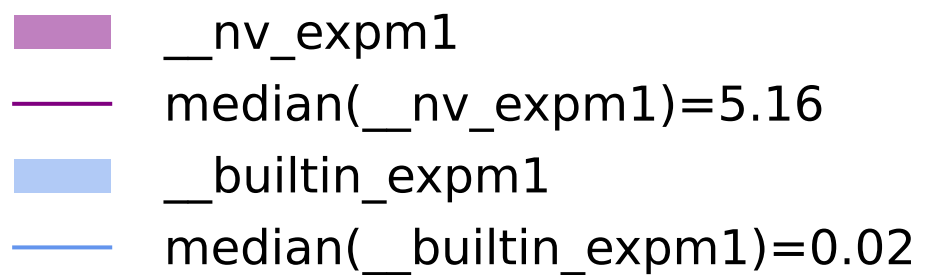 __nv_expm1
median(__nv_expm1)=5.16
__builtin_expm1
median(__builtin_expm1)=0.02